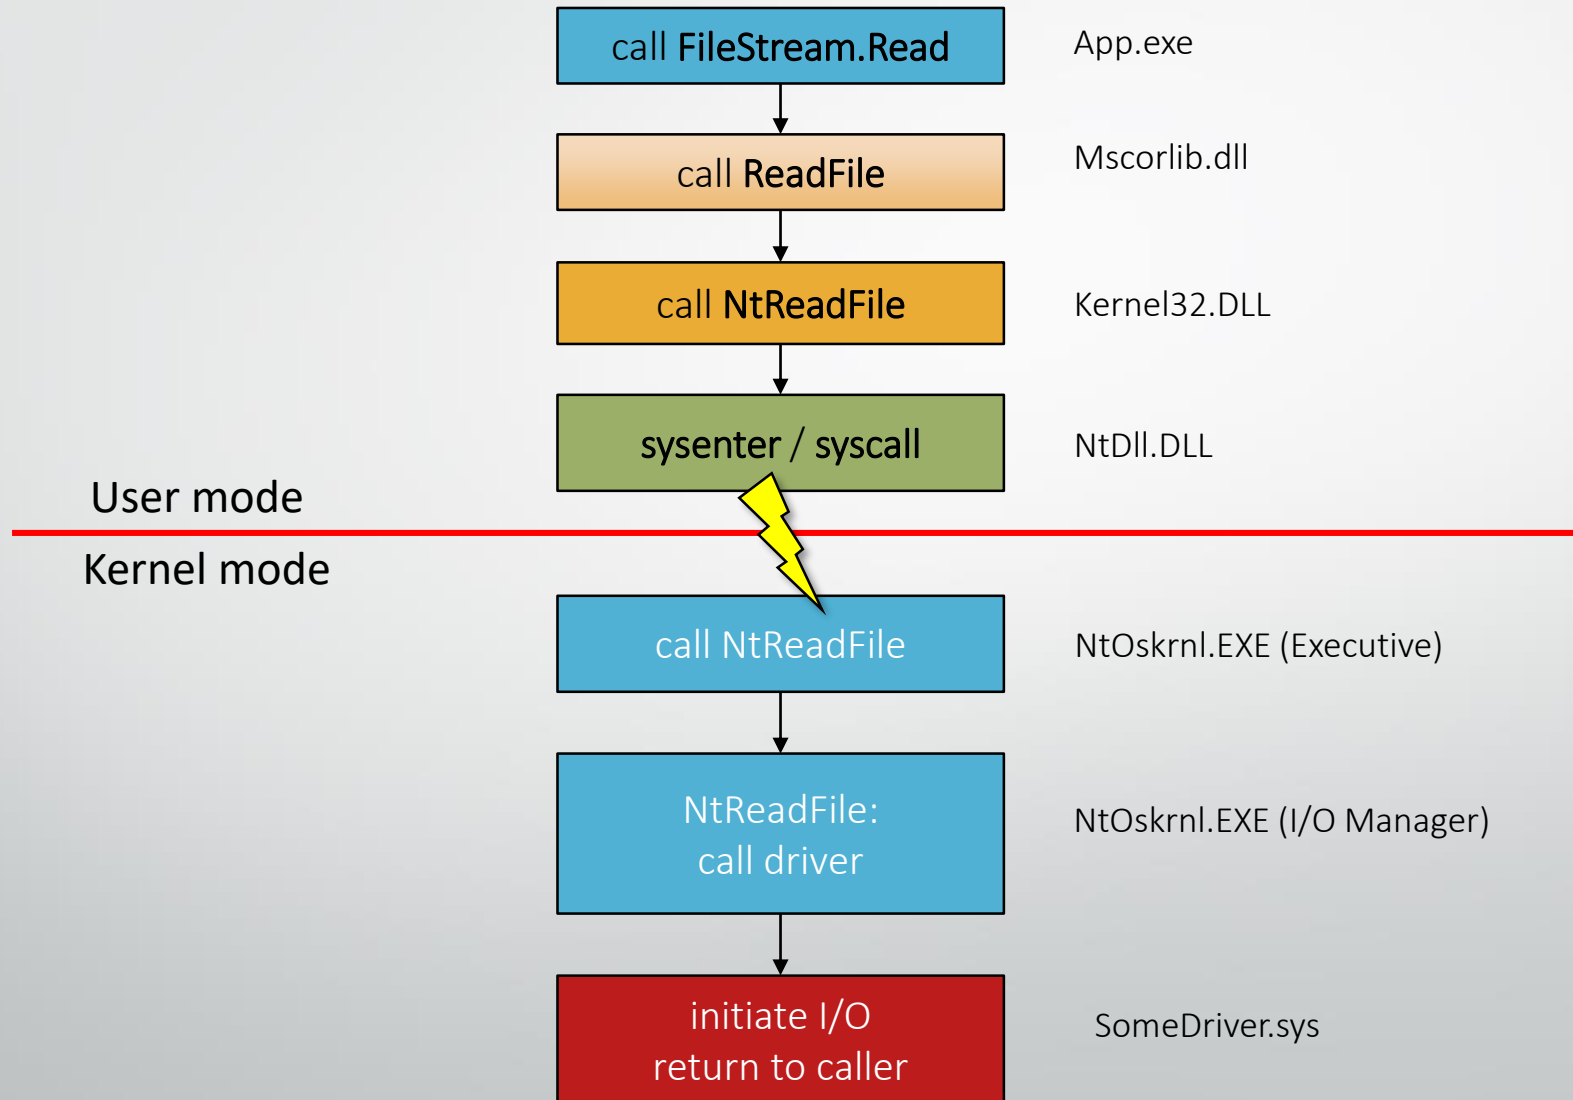 call FileStream.Read
App.exe
call ReadFile
Mscorlib.dll
call NtReadFile
Kernel32.DLL
sysenter / syscall
NtDll.DLL
User mode
Kernel mode
call NtReadFile
NtOskrnl.EXE (Executive)
NtReadFile:
call driver
NtOskrnl.EXE (I/O Manager)
initiate I/O
return to caller
SomeDriver.sys